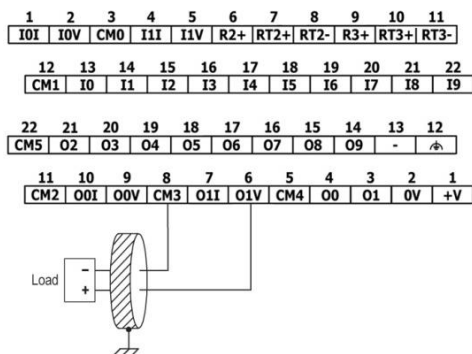 1 2 3 4 5 6 7 8 9 10 11
I0I I0V CM0 I1I I1V R2+ RT2+ RT2- R3+ RT3+ RT3-
12 13 14 15 16 17 18 19 20 21 22
CM1 I0 I1 I2 I3 I4 I5 I6 I7 I8 I9
22 21 20 19 18 17 16 15 14 13 12
CM5 O2 O3 O4 O5 O6 O7 O8 O9 -
11 10 9 8 7 6 5 4 3 2 1
CM2 O0I O0V CM3 O1I O1V CM4 O0 O1 0V +V
-
Load
+